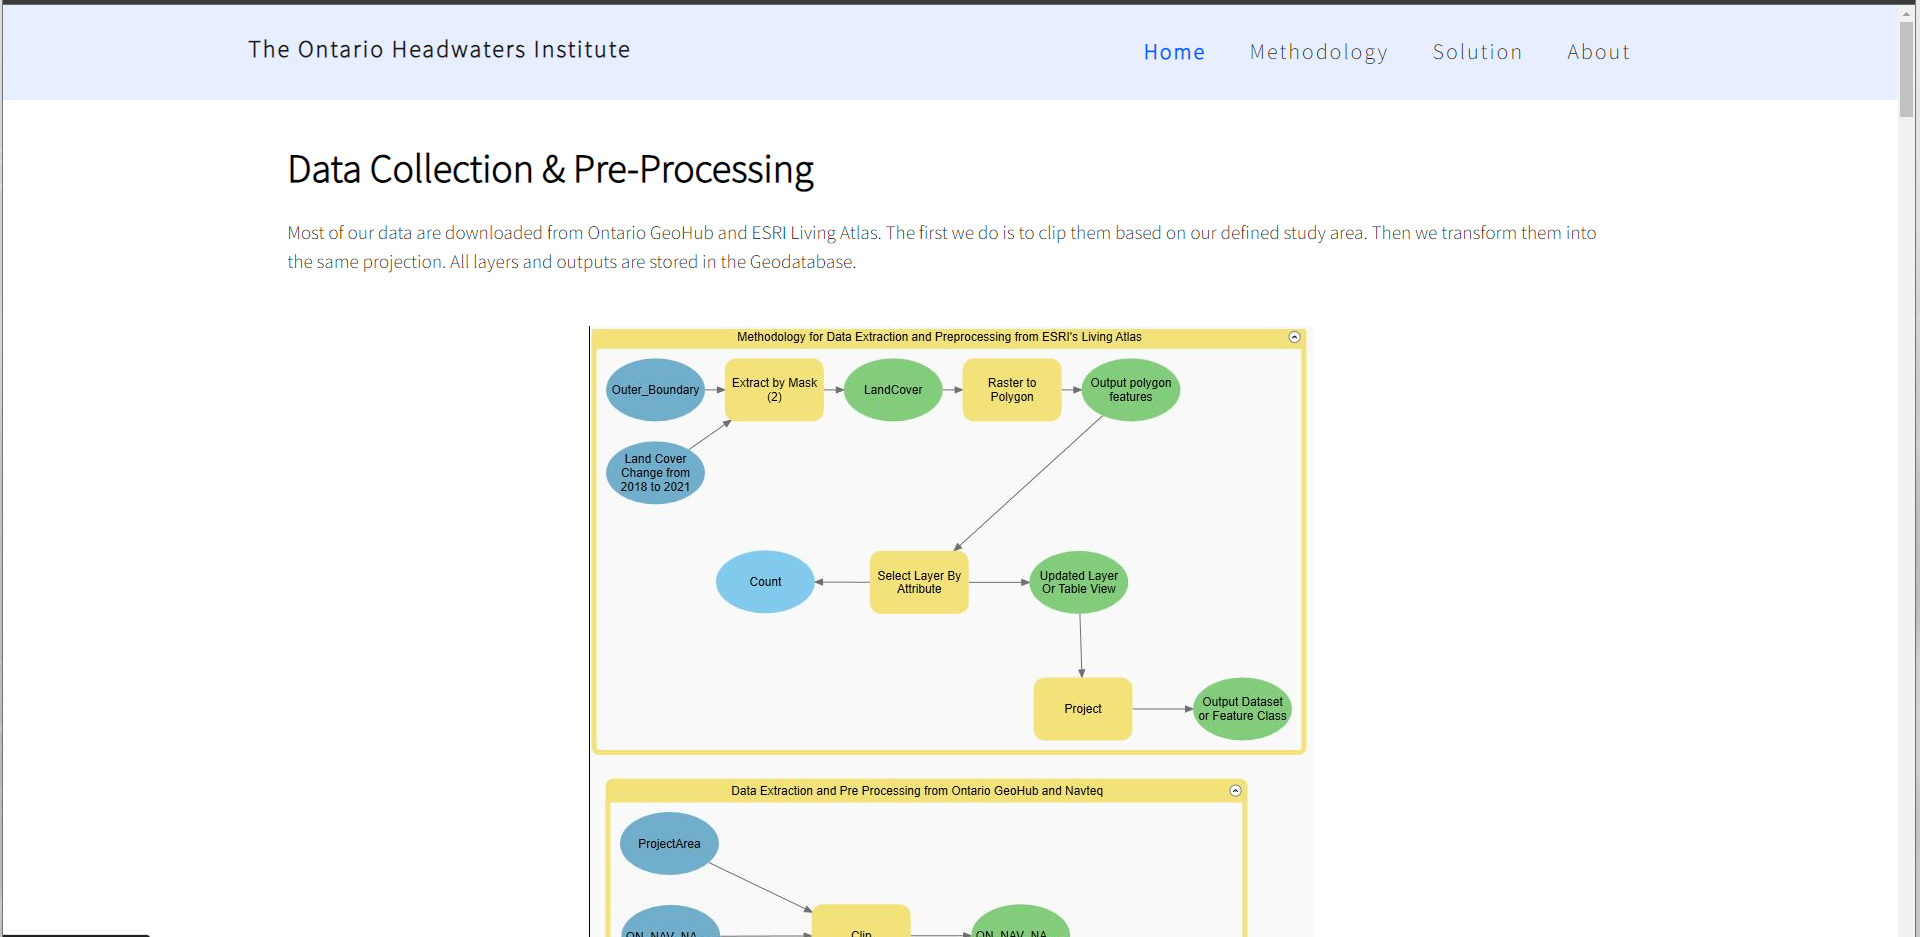 The Ontario Headwaters Institute
Home Methodology Solution About
Data Collection & Pre-Processing
Most of our data are downloaded from Ontario GeoHub and ESRI Living Atlas. The first we do is to clip them based on our defined study area. Then we transform them into
the same projection. All layers and outputs are stored in the Geodatabase.
Methodology for Data Extraction and Preprocessing from ESRI's Living Atlas
Outer_Boundary
Extract by Mask
(2)
LandCover
Raster to
Polygon
Output polygon
features
Land Cover
Change from
2018 to 2021
Count
Select Layer By
Attribute
Updated Layer
Or Table View
Project
Output Dataset
or Feature Class
Data Extraction and Pre Processing from Ontario GeoHub and Navteq
ProjectArea
ON_NAV_NA
Clip
ON_NAV_NA